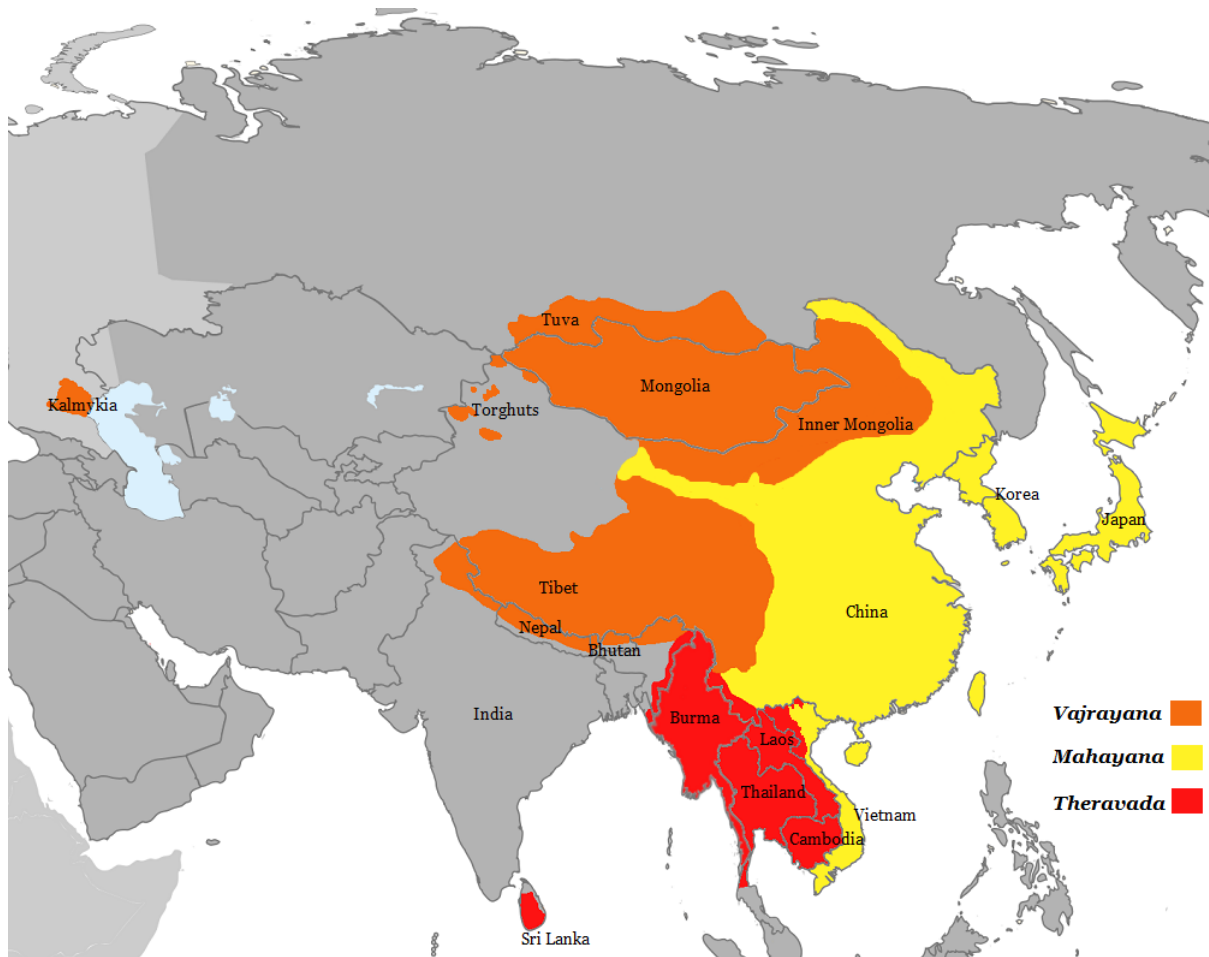 Tuva
Mongolia
Kalmykia
Torghuts
Inner Mongolia
Korea
Japan
Tibet
China
Nepal
Bhutan
India
Burma
Laos
Thailand
Vietnam
Cambodia
Sri Lanka
Vajrayana
Mahayana
Theravada